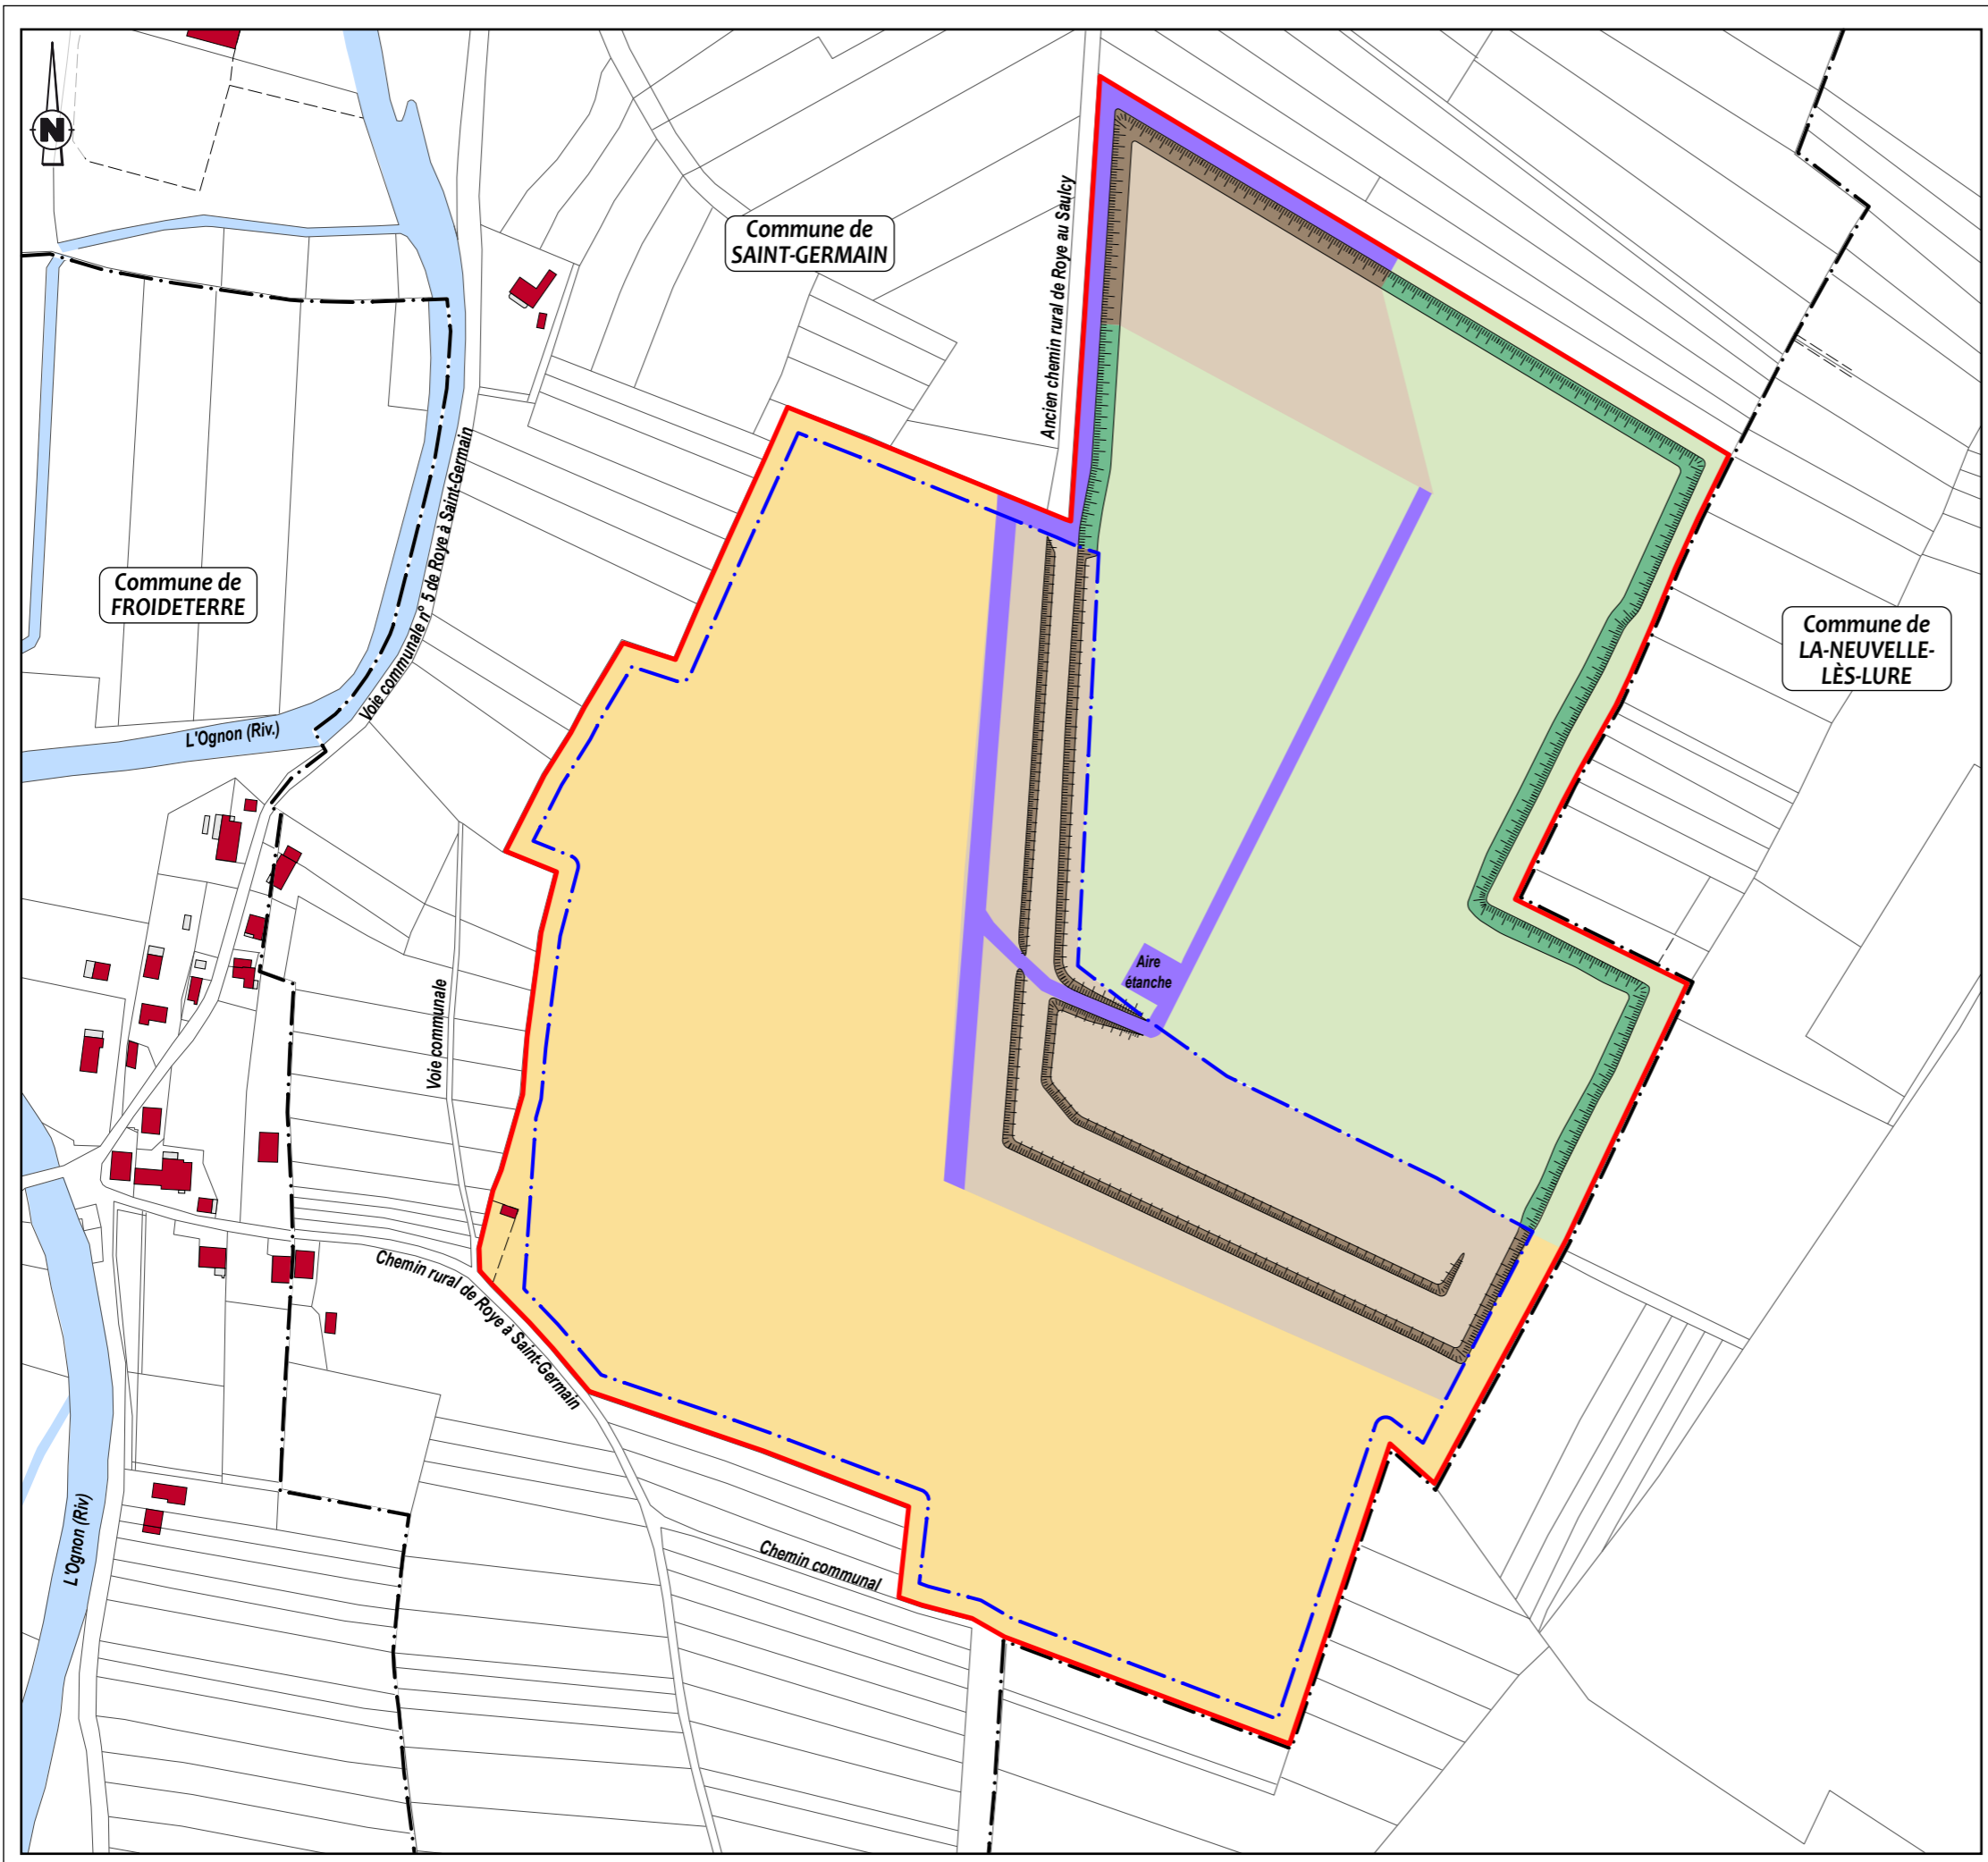 N
Commune de
SAINT-GERMAIN
Ancien chemin rural de Roye au Saulcy
Voie communale n° 5 de Roye à Saint-Germain
Commune de
FROIDETERRE
Commune de
LA-NEUVELLE-
LÈS-LURE
L'Ognon (Riv.)
Aire
étanche
Voie communale
Chemin rural de Roye à Saint-Germain
L'Ognon (Riv)
Chemin communal